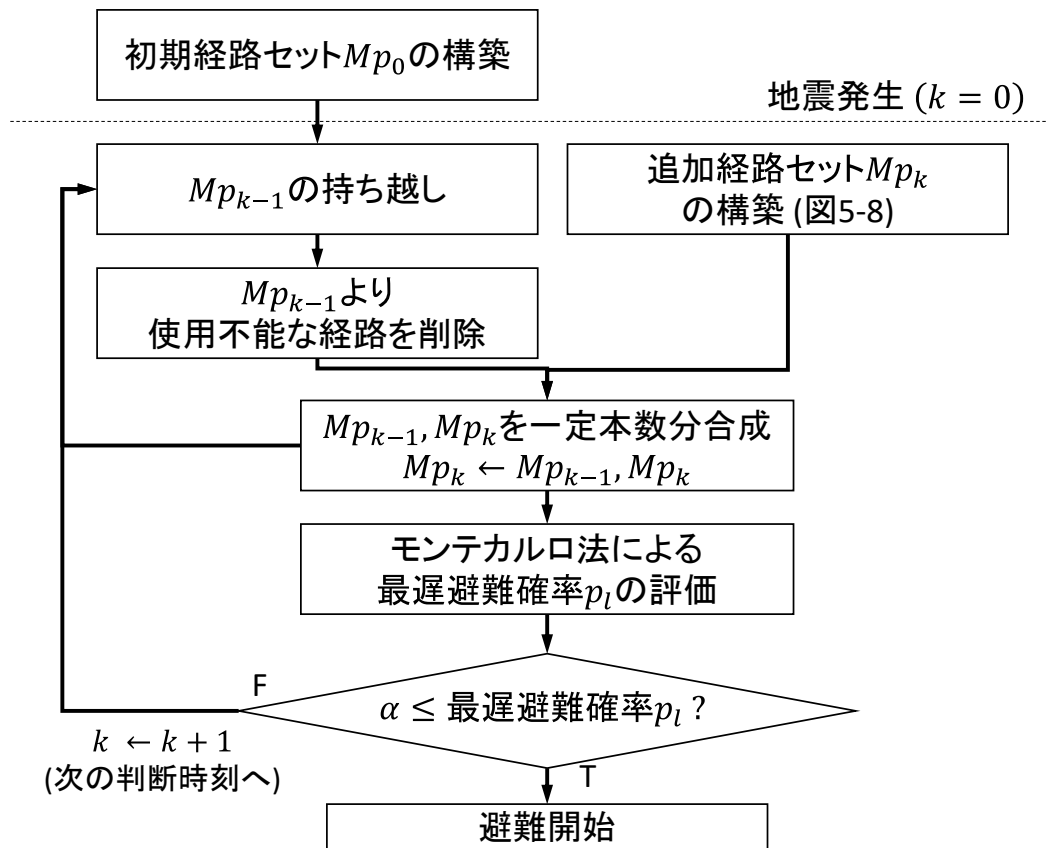 初期経路セット𝑀𝑝₀の構築
地震発生 (𝑘 = 0)
𝑀𝑝ₖ₋₁の持ち越し
追加経路セット𝑀𝑝ₖ
の構築 (図5-8)
𝑀𝑝ₖ₋₁より
使用不能な経路を削除
𝑀𝑝ₖ₋₁, 𝑀𝑝ₖを一定本数分合成
𝑀𝑝ₖ ← 𝑀𝑝ₖ₋₁, 𝑀𝑝ₖ
モンテカルロ法による
最遅避難確率𝑝ₗの評価
F
𝛼 ≤ 最遅避難確率𝑝ₗ ?
𝑘 ← 𝑘 + 1
(次の判断時刻へ)
T
避難開始